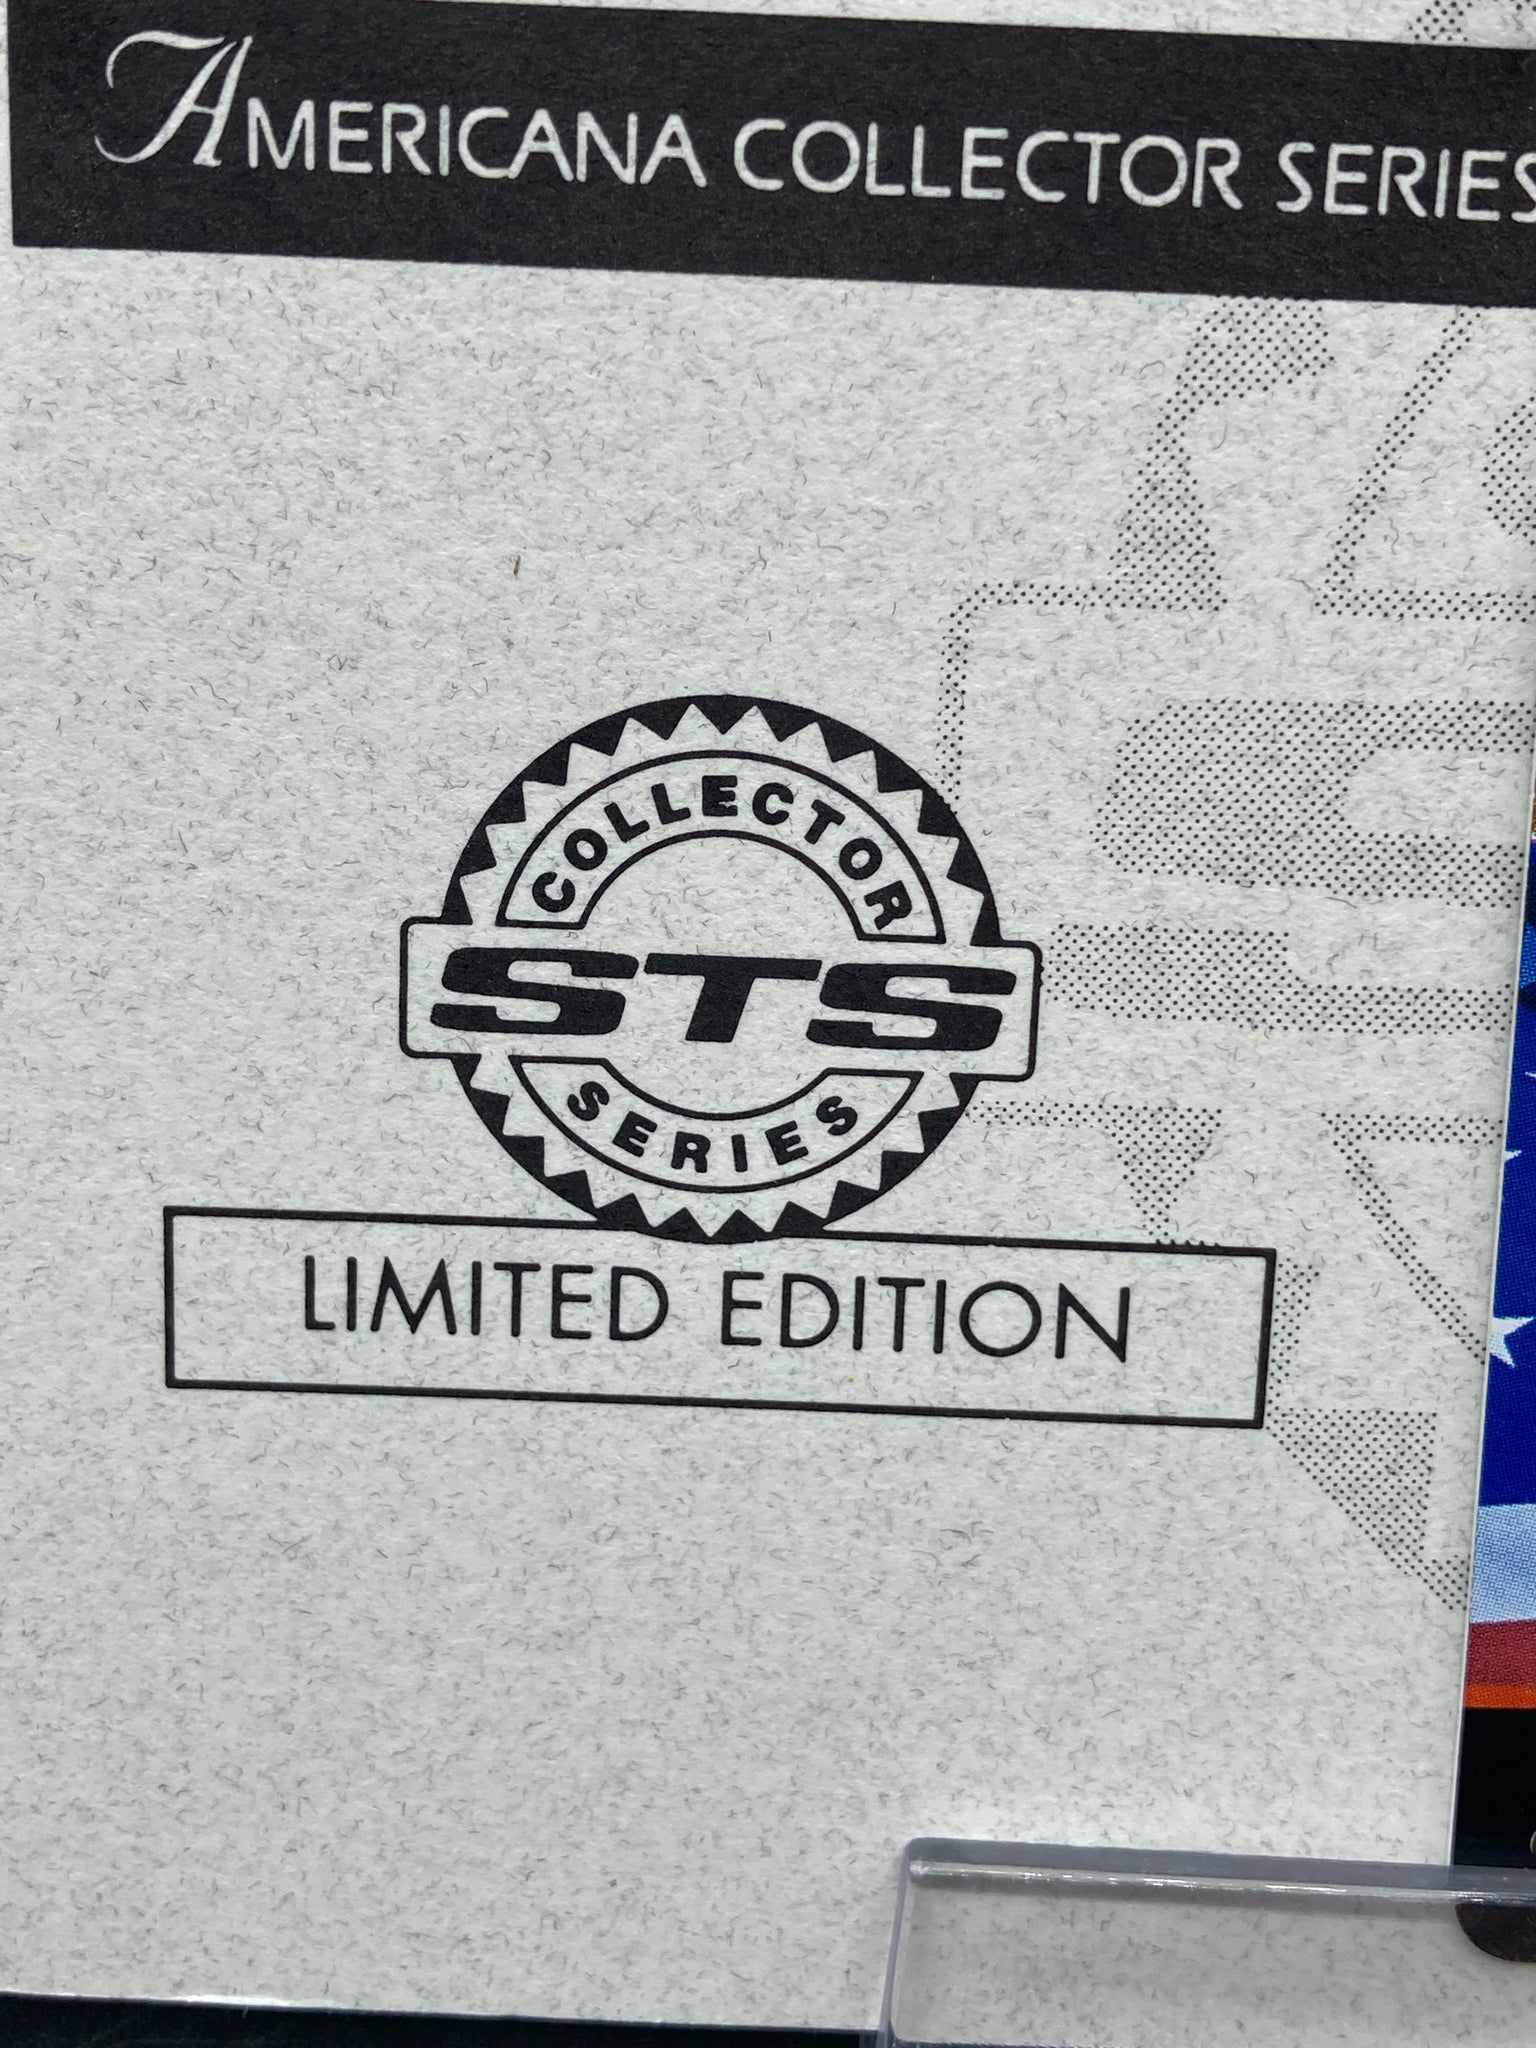 AMERICANA COLLECTOR SERIES
COLLECTOR
STS
SERIES
LIMITED EDITION